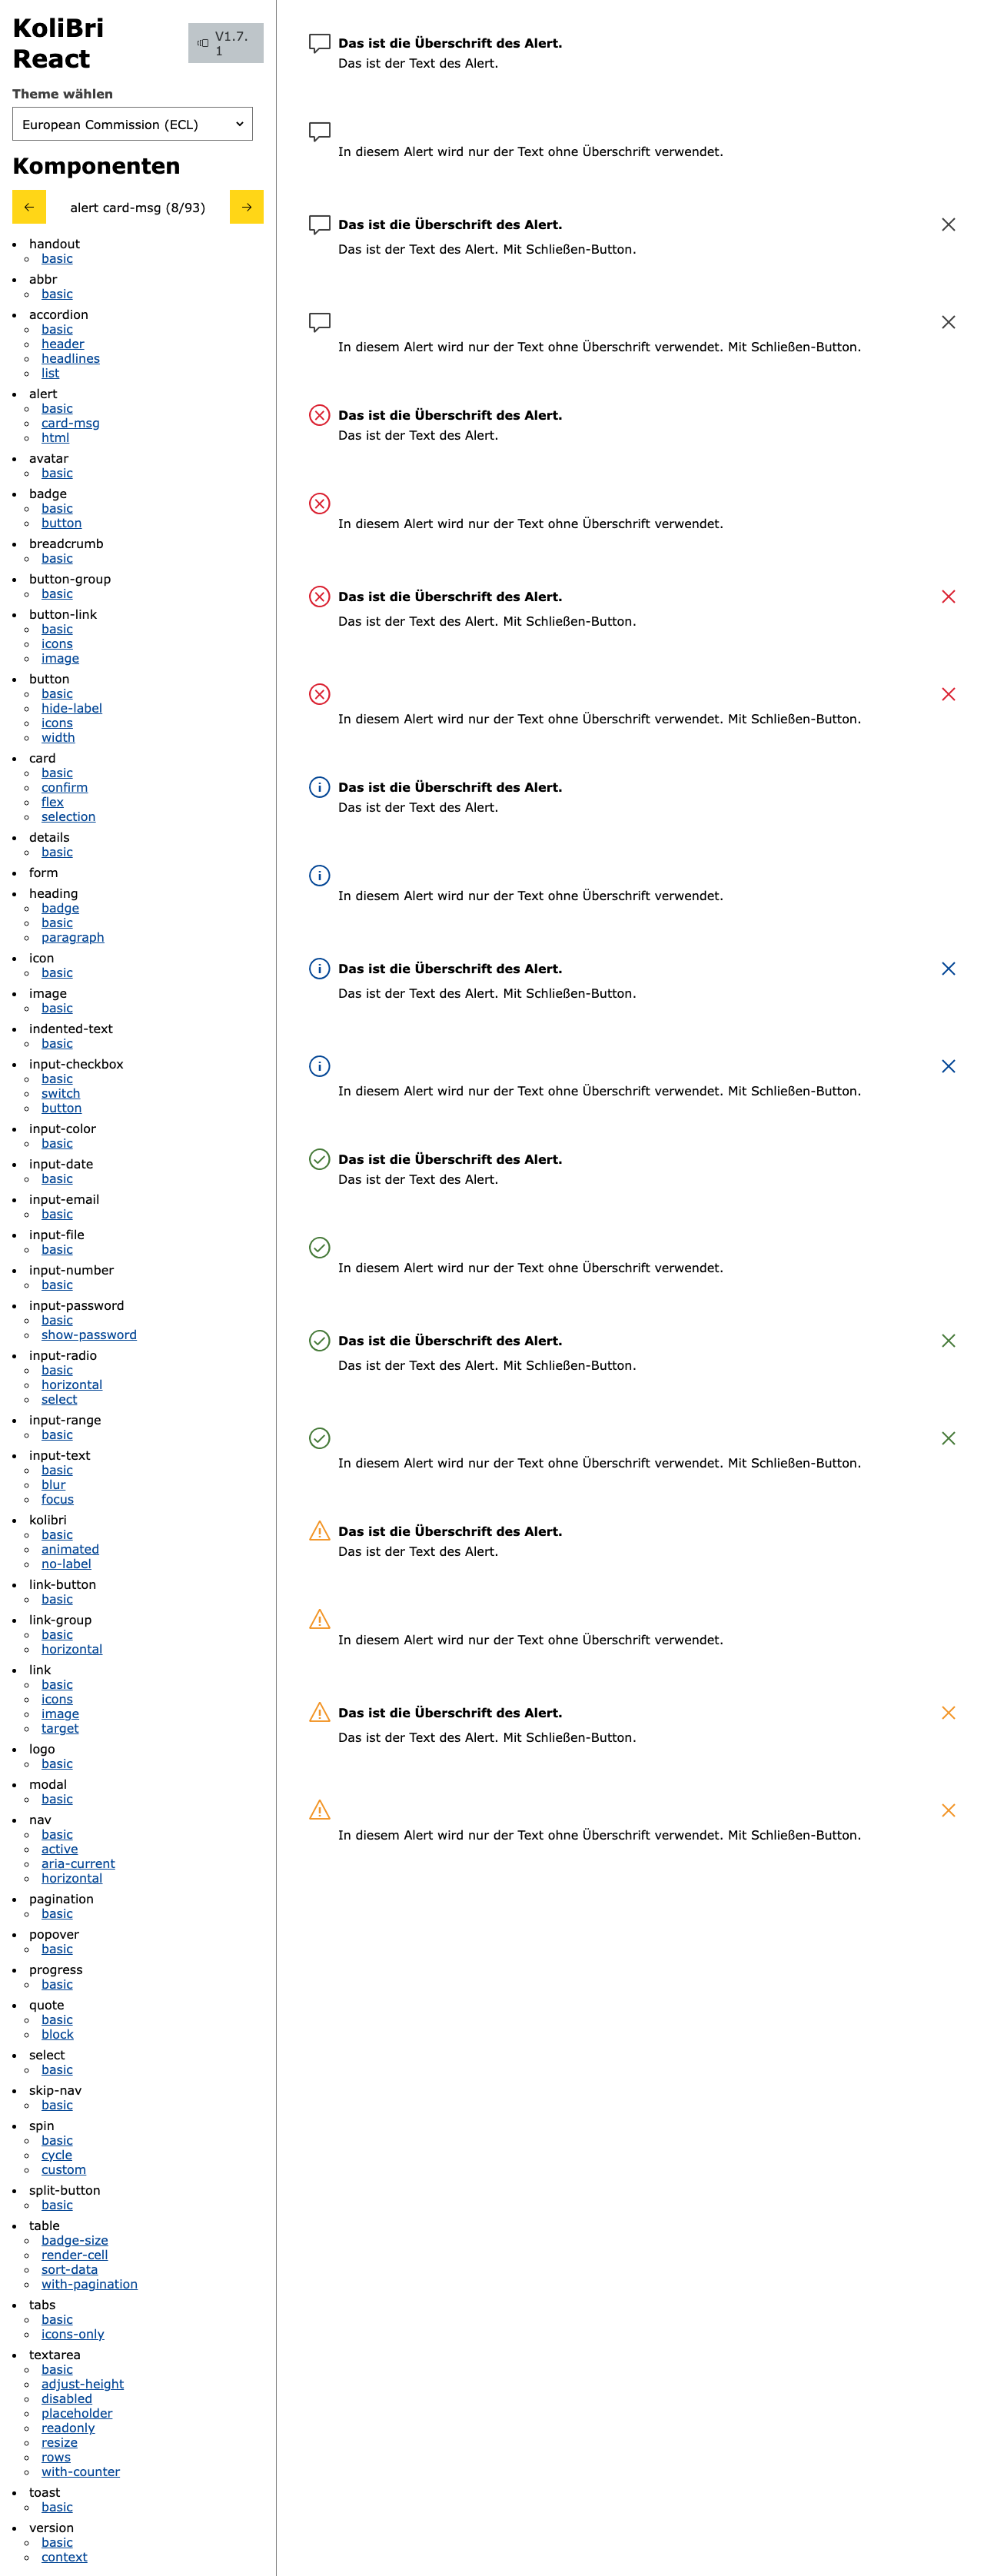 KoliBri
React
V1.7.
1
Theme wählen
European Commission (ECL)
Komponenten
← alert card-msg (8/93) →
handout
basic
abbr
basic
accordion
basic
header
headlines
list
alert
basic
card-msg
html
avatar
basic
badge
basic
button
breadcrumb
basic
button-group
basic
button-link
basic
icons
image
button
basic
hide-label
icons
width
card
basic
confirm
flex
selection
details
basic
form
heading
badge
basic
paragraph
icon
basic
image
basic
indented-text
basic
input-checkbox
basic
switch
button
input-color
basic
input-date
basic
input-email
basic
input-file
basic
input-number
basic
input-password
basic
show-password
input-radio
basic
horizontal
select
input-range
basic
input-text
basic
blur
focus
kolibri
basic
animated
no-label
link-button
basic
link-group
basic
horizontal
link
basic
icons
image
target
logo
basic
modal
basic
nav
basic
active
aria-current
horizontal
pagination
basic
popover
basic
progress
basic
quote
basic
block
select
basic
skip-nav
basic
spin
basic
cycle
custom
split-button
basic
table
badge-size
render-cell
sort-data
with-pagination
tabs
basic
icons-only
textarea
basic
adjust-height
disabled
placeholder
readonly
resize
rows
with-counter
toast
basic
version
basic
context
Das ist die Überschrift des Alert.
Das ist der Text des Alert.
In diesem Alert wird nur der Text ohne Überschrift verwendet.
Das ist die Überschrift des Alert.
Das ist der Text des Alert. Mit Schließen-Button.
In diesem Alert wird nur der Text ohne Überschrift verwendet. Mit Schließen-Button.
Das ist die Überschrift des Alert.
Das ist der Text des Alert.
In diesem Alert wird nur der Text ohne Überschrift verwendet.
Das ist die Überschrift des Alert.
Das ist der Text des Alert. Mit Schließen-Button.
In diesem Alert wird nur der Text ohne Überschrift verwendet. Mit Schließen-Button.
Das ist die Überschrift des Alert.
Das ist der Text des Alert.
In diesem Alert wird nur der Text ohne Überschrift verwendet.
Das ist die Überschrift des Alert.
Das ist der Text des Alert. Mit Schließen-Button.
In diesem Alert wird nur der Text ohne Überschrift verwendet. Mit Schließen-Button.
Das ist die Überschrift des Alert.
Das ist der Text des Alert.
In diesem Alert wird nur der Text ohne Überschrift verwendet.
Das ist die Überschrift des Alert.
Das ist der Text des Alert. Mit Schließen-Button.
In diesem Alert wird nur der Text ohne Überschrift verwendet. Mit Schließen-Button.
Das ist die Überschrift des Alert.
Das ist der Text des Alert.
In diesem Alert wird nur der Text ohne Überschrift verwendet.
Das ist die Überschrift des Alert.
Das ist der Text des Alert. Mit Schließen-Button.
In diesem Alert wird nur der Text ohne Überschrift verwendet. Mit Schließen-Button.